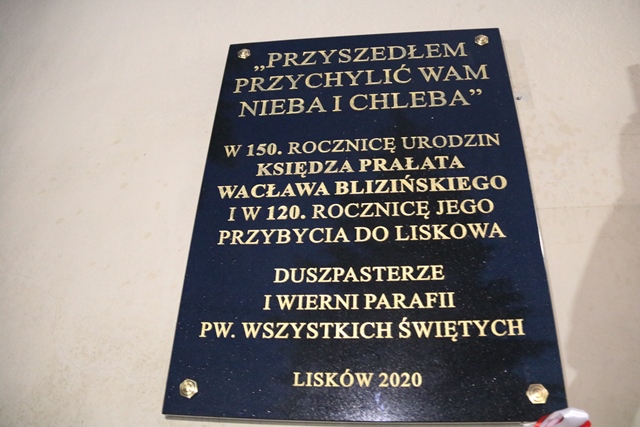 „PRZYSZEDŁEM
PRZYCHYLIĆ WAM
NIEBA I CHLEBA”
W 150. ROCZNICĘ URODZIN
KSIĘDZA PRAŁATA
WACŁAWA BLIZIŃSKIEGO
I W 120. ROCZNICĘ JEGO
PRZYBYCIA DO LISKOWA
DUSZPASTERZE
I WIERNI PARAFII
PW. WSZYSTKICH ŚWIĘTYCH
LISKÓW 2020